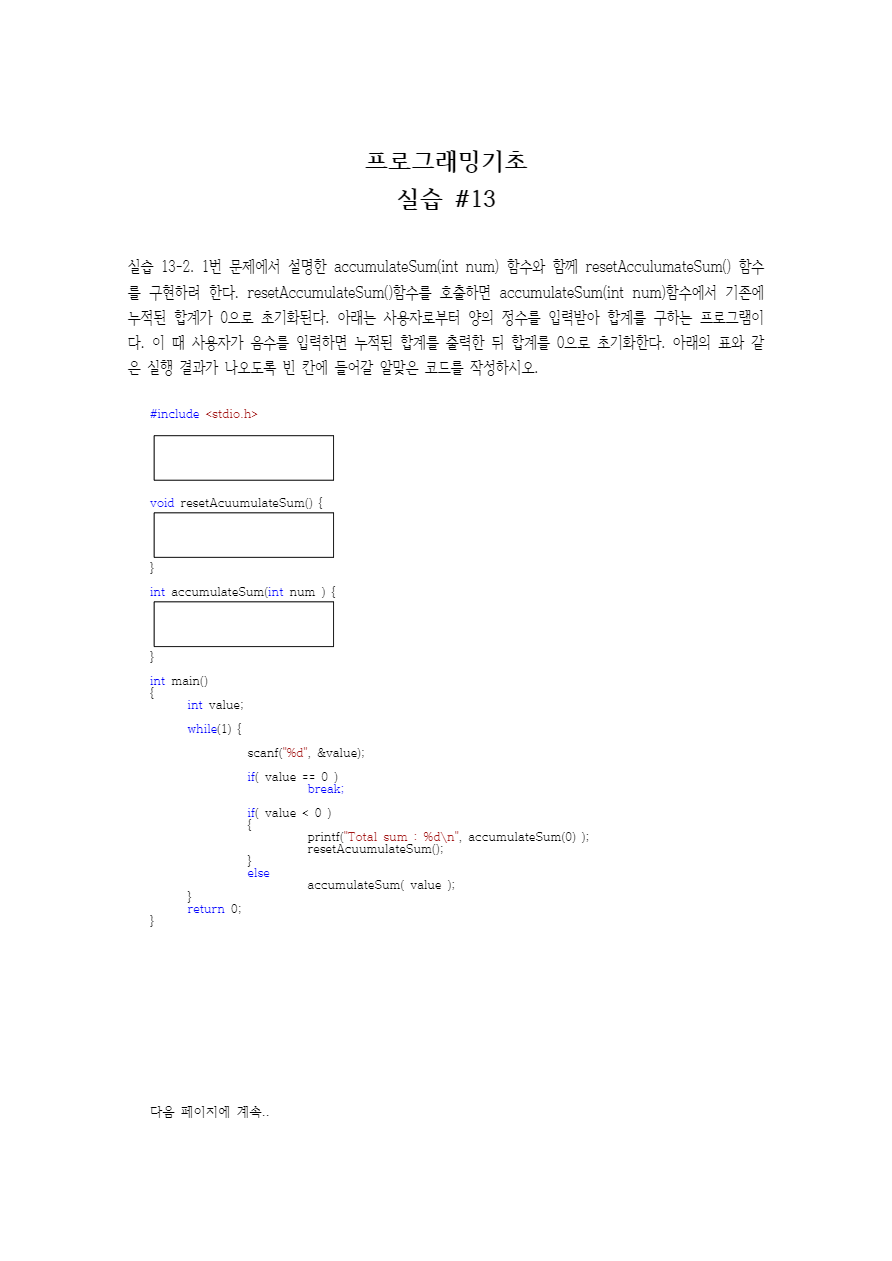 프로그래밍기초
실습 #13
실습 13-2. 1번 문제에서 설명한 accumulateSum(int num) 함수와 함께 resetAcculumateSum() 함수
를 구현하려 한다. resetAccumulateSum()함수를 호출하면 accumulateSum(int num)함수에서 기존에
누적된 합계가 0으로 초기화된다. 아래는 사용자로부터 양의 정수를 입력받아 합계를 구하는 프로그램이
다. 이 때 사용자가 음수를 입력하면 누적된 합계를 출력한 뒤 합계를 0으로 초기화한다. 아래의 표와 같
은 실행 결과가 나오도록 빈 칸에 들어갈 알맞은 코드를 작성하시오.
#include <stdio.h>
void resetAcuumulateSum() {
}
int accumulateSum(int num ) {
}
int main()
{
int value;
while(1) {
scanf("%d", &value);
if( value == 0 )
break;
if( value < 0 )
{
printf("Total sum : %d\n", accumulateSum(0) );
resetAcuumulateSum();
}
else
accumulateSum( value );
}
return 0;
}
다음 페이지에 계속..